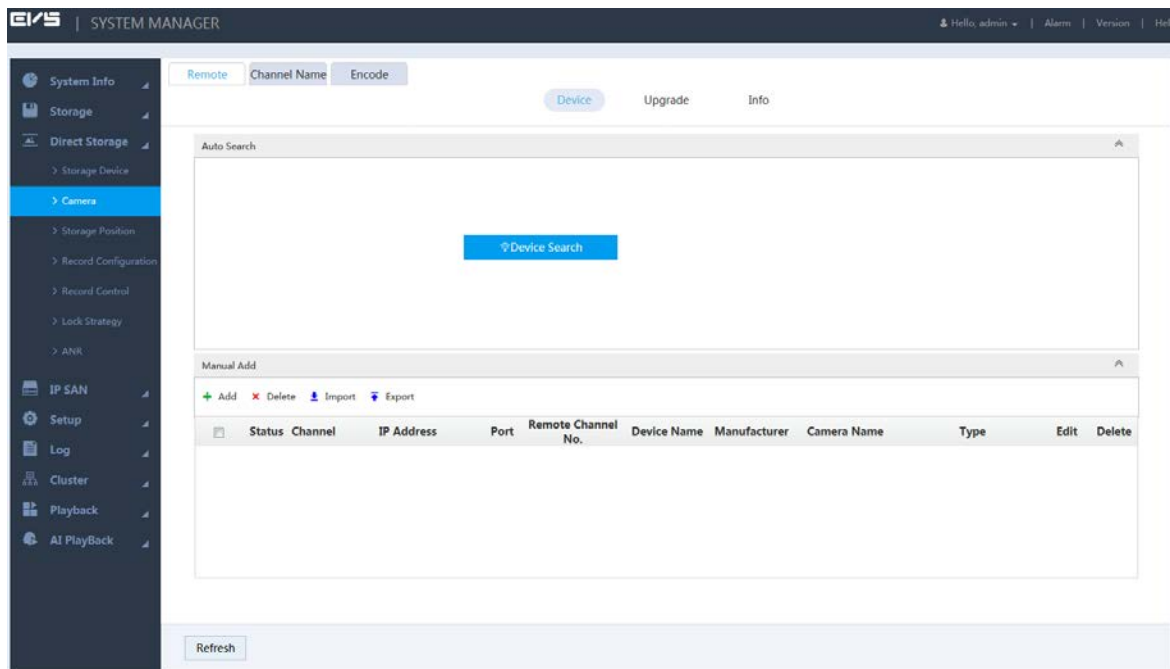 EVS | SYSTEM MANAGER
Hello, admin | Alarm | Version | Hel
System Info
Storage
Direct Storage
> Storage Device
> Camera
> Storage Position
> Record Configuration
> Record Control
> Lock Strategy
> ANR
IP SAN
Setup
Log
Cluster
Playback
AI PlayBack
Remote Channel Name Encode
Device Upgrade Info
Auto Search
Device Search
Manual Add
Add Delete Import Export
Status Channel IP Address Port Remote Channel No. Device Name Manufacturer Camera Name Type Edit Delete
Refresh